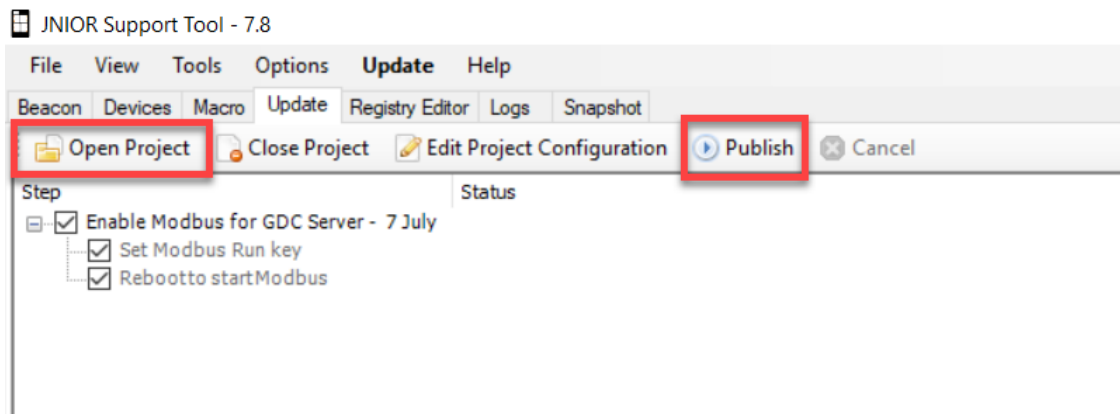 JNIOR Support Tool - 7.8
File View Tools Options Update Help
Beacon Devices Macro Update Registry Editor Logs Snapshot
Open Project Close Project Edit Project Configuration Publish Cancel
Step Status
Enable Modbus for GDC Server - 7 July
Set Modbus Run key
Rebootto startModbus